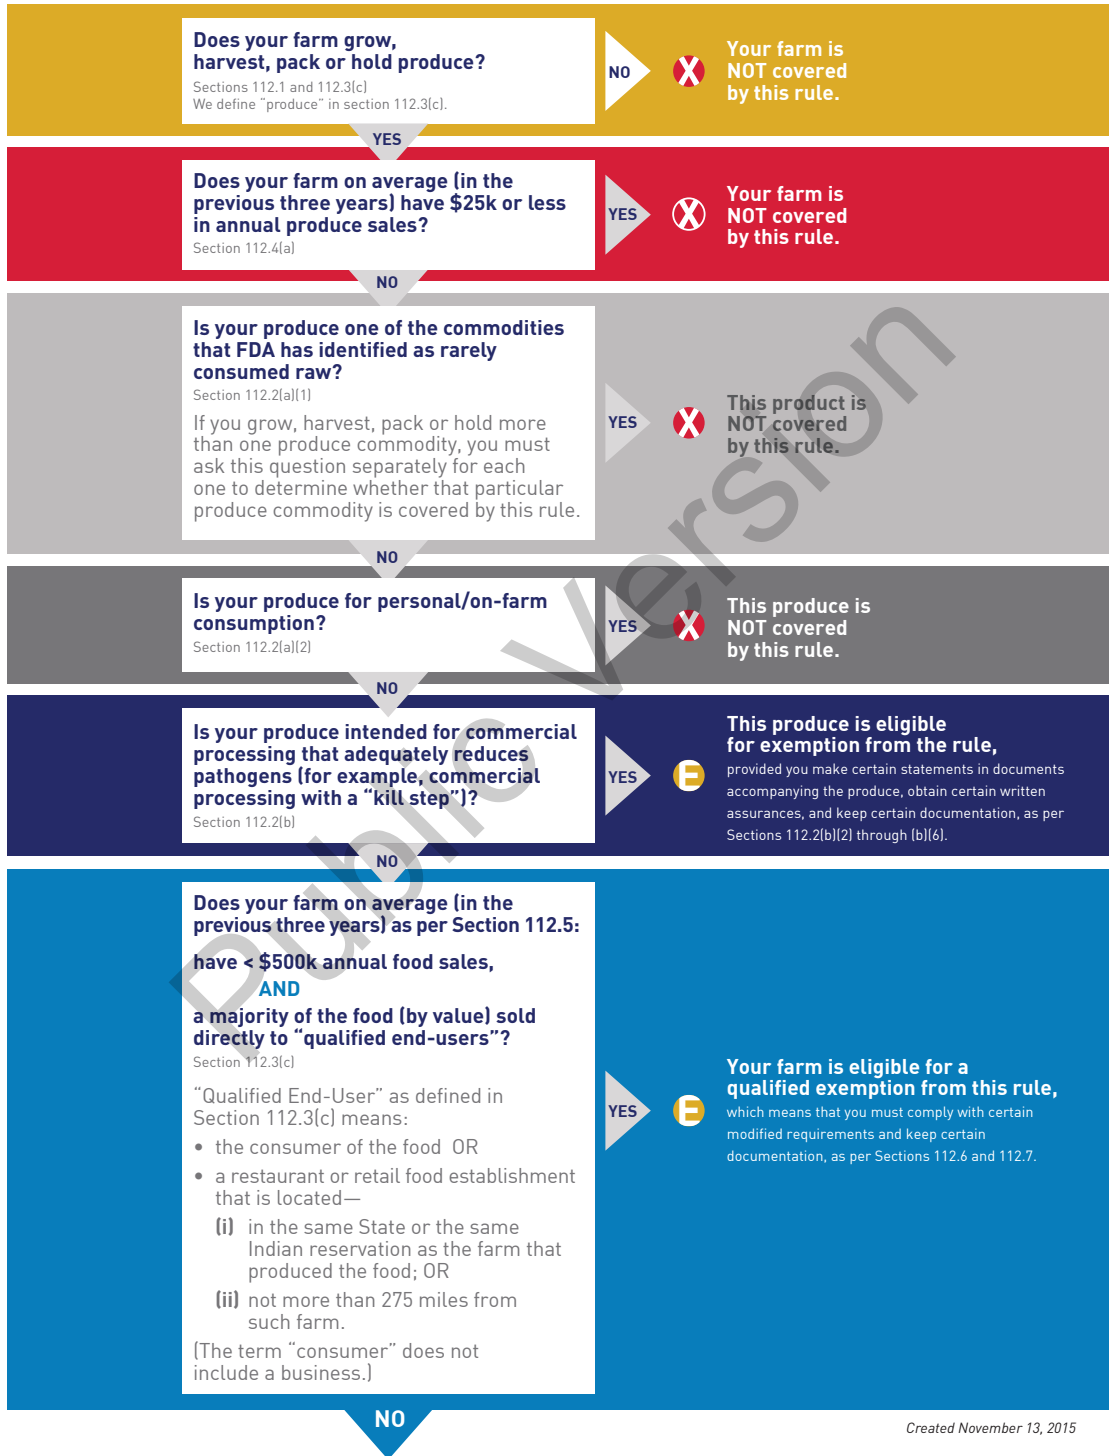 Does your farm grow,
harvest, pack or hold produce?
Sections 112.1 and 112.3(c)
We define “produce” in section 112.3(c).
NO
X
Your farm is
NOT covered
by this rule.
YES
Does your farm on average (in the
previous three years) have $25k or less
in annual produce sales?
Section 112.4(a)
YES
X
Your farm is
NOT covered
by this rule.
NO
Is your produce one of the commodities
that FDA has identified as rarely
consumed raw?
Section 112.2(a)(1)
If you grow, harvest, pack or hold more
than one produce commodity, you must
ask this question separately for each
one to determine whether that particular
produce commodity is covered by this rule.
YES
X
This product is
NOT covered
by this rule.
NO
Is your produce for personal/on-farm
consumption?
Section 112.2(a)(2)
YES
X
This produce is
NOT covered
by this rule.
NO
Is your produce intended for commercial
processing that adequately reduces
pathogens (for example, commercial
processing with a “kill step”)?
Section 112.2(b)
YES
E
This produce is eligible
for exemption from the rule,
provided you make certain statements in documents
accompanying the produce, obtain certain written
assurances, and keep certain documentation, as per
Sections 112.2(b)(2) through (b)(6).
NO
Does your farm on average (in the
previous three years) as per Section 112.5:
have < $500k annual food sales,
AND
a majority of the food (by value) sold
directly to “qualified end-users”?
Section 112.3(c)
“Qualified End-User” as defined in
Section 112.3(c) means:
• the consumer of the food OR
• a restaurant or retail food establishment
that is located—
(i) in the same State or the same
Indian reservation as the farm that
produced the food; OR
(ii) not more than 275 miles from
such farm.
(The term “consumer” does not
include a business.)
YES
E
Your farm is eligible for a
qualified exemption from this rule,
which means that you must comply with certain
modified requirements and keep certain
documentation, as per Sections 112.6 and 112.7.
NO
Created November 13, 2015
Public Version